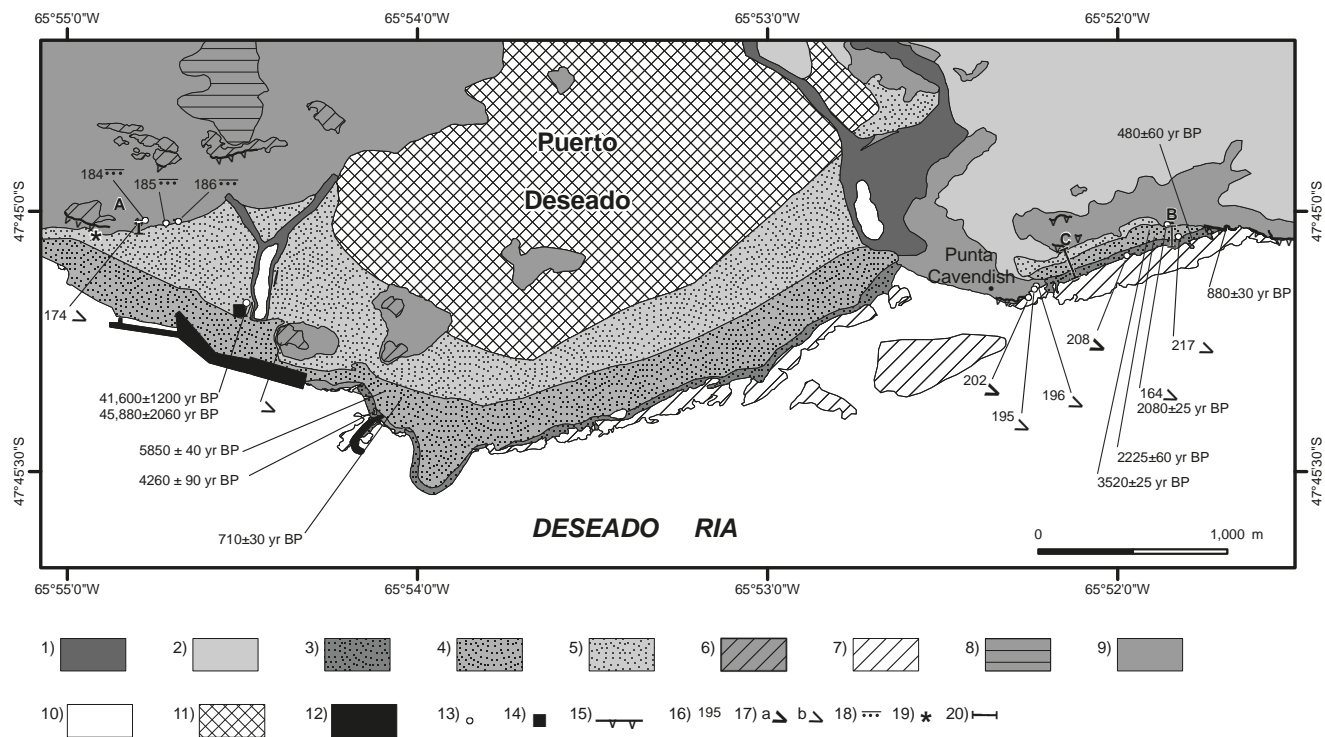 65°55'0"W 65°54'0"W 65°53'0"W 65°52'0"W
47°45'0"S
47°45'0"S
480±60 yr BP
Puerto
Deseado
184
185
186
A
B
C
Punta
Cavendish
174
880±30 yr BP
208
217
202
196
164
195
41,600±1200 yr BP
45,880±2060 yr BP
2080±25 yr BP
5850 ± 40 yr BP
2225±60 yr BP
4260 ± 90 yr BP
3520±25 yr BP
47°45'30"S
47°45'30"S
710±30 yr BP
DESEADO RIA
0 1,000 m
65°55'0"W 65°54'0"W 65°53'0"W 65°52'0"W
1) 2) 3) 4) 5) 6) 7) 8) 9)
10) 11) 12) 13) 14) 15) 16) 195 17) a b 18) 19) * 20)